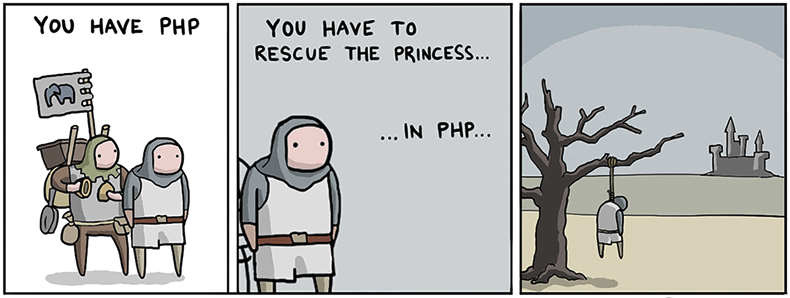 YOU HAVE PHP
YOU HAVE TO
RESCUE THE PRINCESS...
...IN PHP...